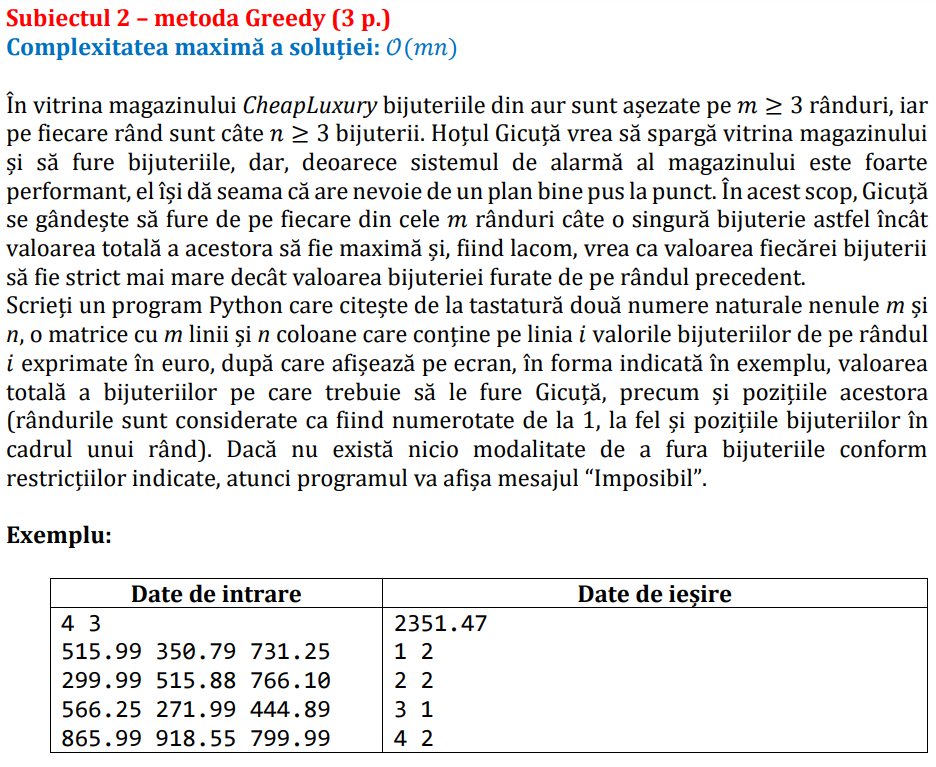 Subiectul 2 – metoda Greedy (3 p.)
Complexitatea maximă a soluției: 𝒪(mn)
În vitrina magazinului CheapLuxury bijuteriile din aur sunt așezate pe m ≥ 3 rânduri, iar
pe fiecare rând sunt câte n ≥ 3 bijuterii. Hoțul Gicuță vrea să spargă vitrina magazinului
și să fure bijuteriile, dar, deoarece sistemul de alarmă al magazinului este foarte
performant, el își dă seama că are nevoie de un plan bine pus la punct. În acest scop, Gicuță
se gândește să fure de pe fiecare din cele m rânduri câte o singură bijuterie astfel încât
valoarea totală a acestora să fie maximă și, fiind lacom, vrea ca valoarea fiecărei bijuterii
să fie strict mai mare decât valoarea bijuteriei furate de pe rândul precedent.
Scrieți un program Python care citește de la tastatură două numere naturale nenule m și
n, o matrice cu m linii și n coloane care conține pe linia i valorile bijuteriilor de pe rândul
i exprimate în euro, după care afișează pe ecran, în forma indicată în exemplu, valoarea
totală a bijuteriilor pe care trebuie să le fure Gicuță, precum și pozițiile acestora
(rândurile sunt considerate ca fiind numerotate de la 1, la fel și pozițiile bijuteriilor în
cadrul unui rând). Dacă nu există nicio modalitate de a fura bijuteriile conform
restricțiilor indicate, atunci programul va afișa mesajul “Imposibil”.
Exemplu:
Date de intrare Date de ieșire
4 3 2351.47
515.99 350.79 731.25 1 2
299.99 515.88 766.10 2 2
566.25 271.99 444.89 3 1
865.99 918.55 799.99 4 2